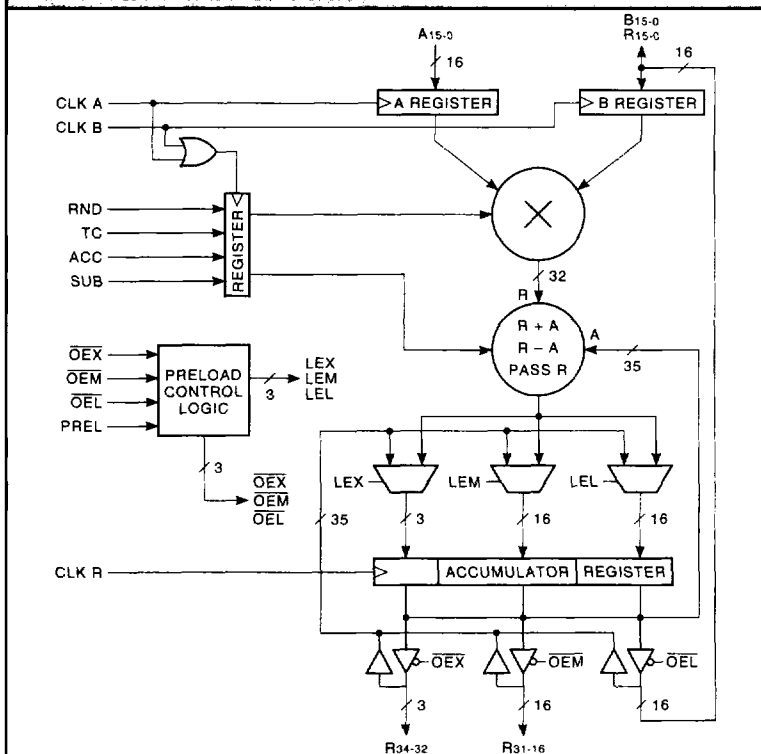 A15-0
B15-0
R15-0
16
16
CLK A
A REGISTER
B REGISTER
CLK B
RND
TC
ACC
SUB
REGISTER
32
R
R + A
R – A
PASS R
A
35
OEX
OEM
OEL
PREL
PRELOAD
CONTROL
LOGIC
3
LEX
LEM
LEL
3
OEX
OEM
OEL
35
LEX
LEM
LEL
3
16
16
CLK R
ACCUMULATOR
REGISTER
OEX
OEM
OEL
3
16
16
R34-32
R31-16